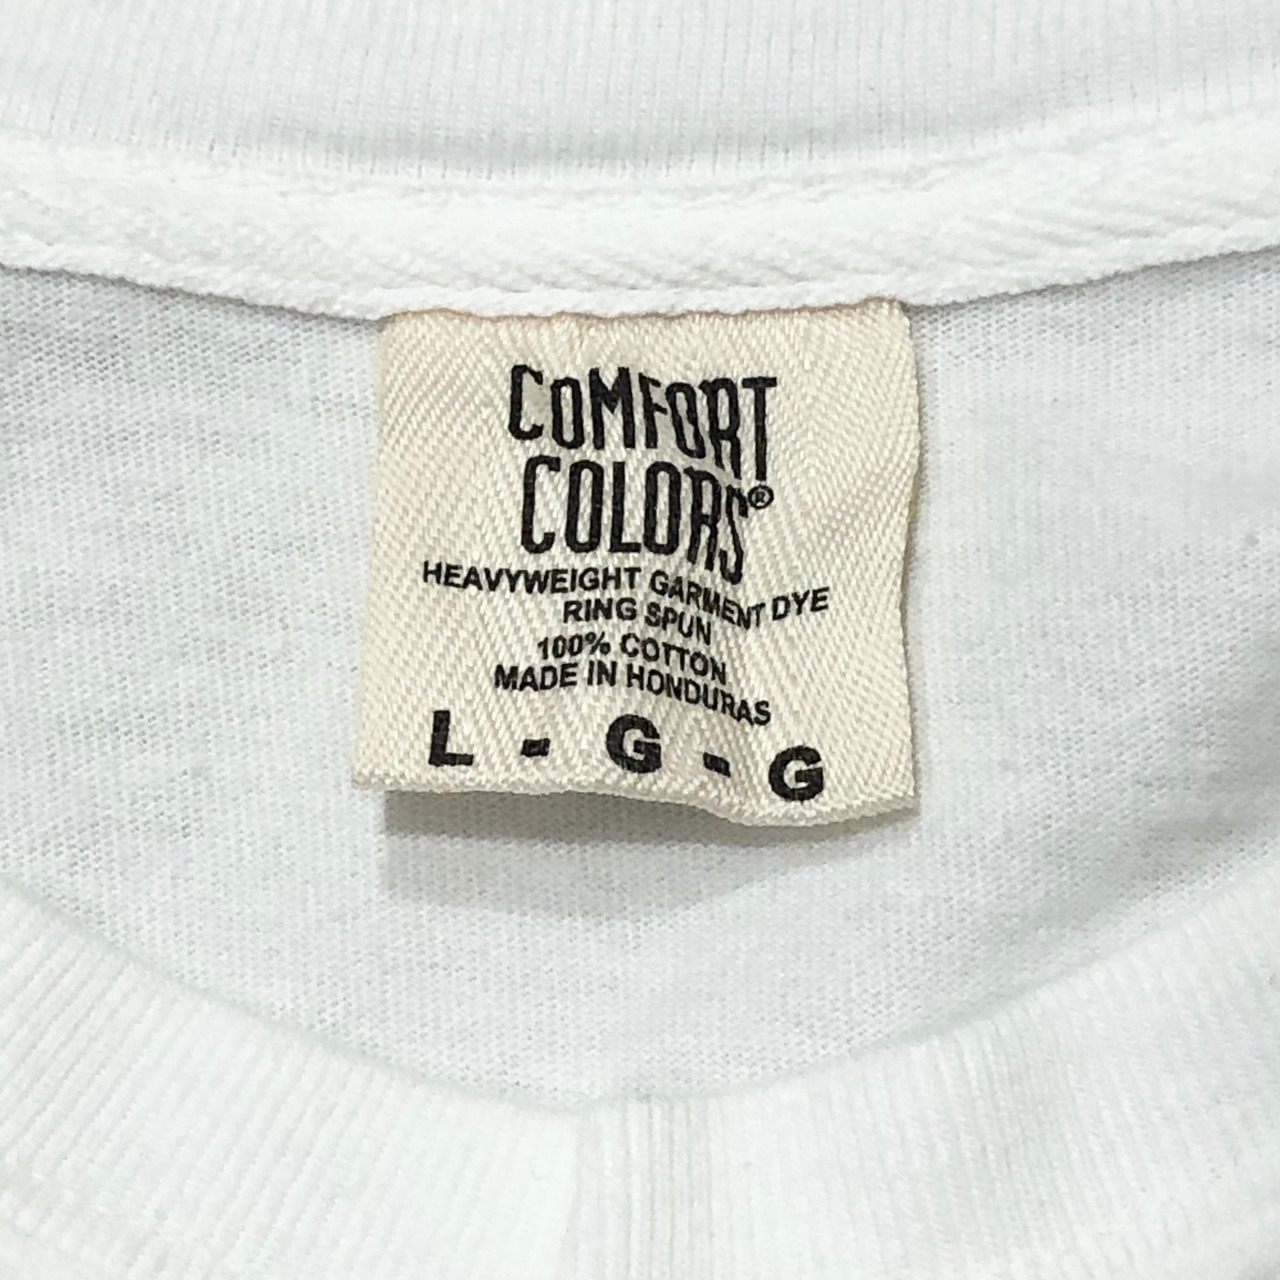 COMFORT
COLORS®
HEAVYWEIGHT GARMENT DYE
RING SPUN
100% COTTON
MADE IN HONDURAS
L - G - G